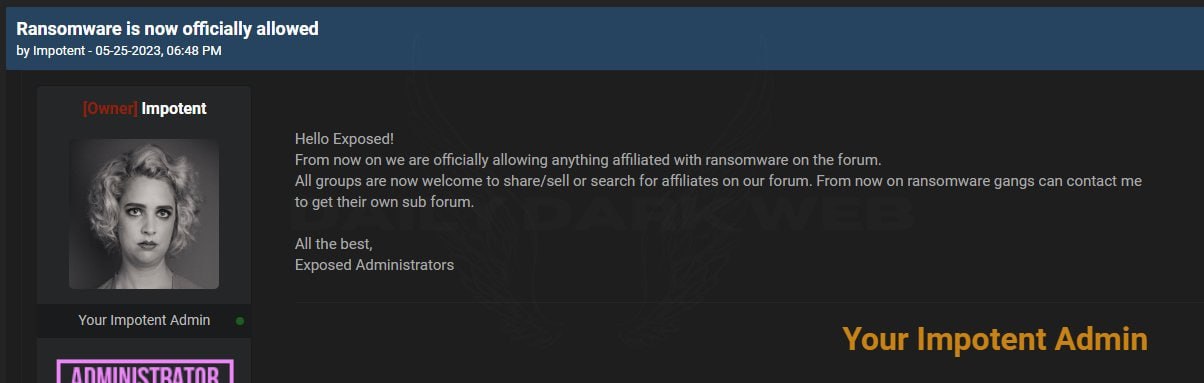 Ransomware is now officially allowed
by Impotent - 05-25-2023, 06:48 PM
[Owner] Impotent
Your Impotent Admin
ADMINISTRATOR
Hello Exposed!
From now on we are officially allowing anything affiliated with ransomware on the forum.
All groups are now welcome to share/sell or search for affiliates on our forum. From now on ransomware gangs can contact me
to get their own sub forum.
All the best,
Exposed Administrators
DAILY DARK WEB
Your Impotent Admin